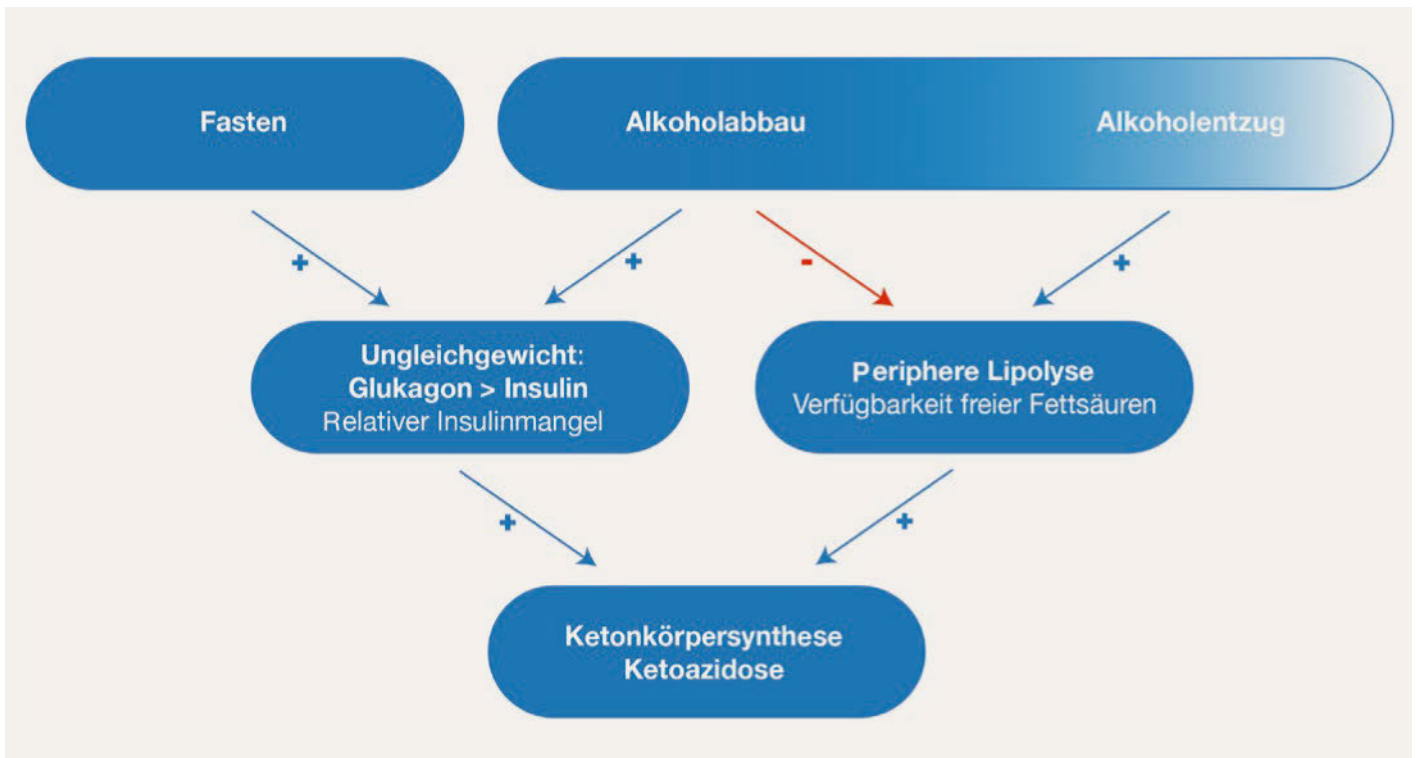 Fasten
Alkoholabbau
Alkoholentzug
+
+
-
+
Ungleichgewicht:
Glukagon > Insulin
Relativer Insulinmangel
Periphere Lipolyse
Verfügbarkeit freier Fettsäuren
+
+
Ketonkörpersynthese
Ketoazidose